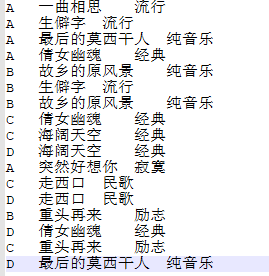 A 一曲相思 流行
A 生僻字 流行
A 最后的莫西干人 纯音乐
A 倩女幽魂 经典
B 故乡的原风景 纯音乐
B 生僻字 流行
B 故乡的原风景 纯音乐
C 倩女幽魂 经典
C 海阔天空 经典
D 海阔天空 经典
A 突然好想你 寂寞
C 走西口 民歌
D 走西口 民歌
B 重头再来 励志
D 倩女幽魂 经典
C 重头再来 励志
D 最后的莫西干人 纯音乐